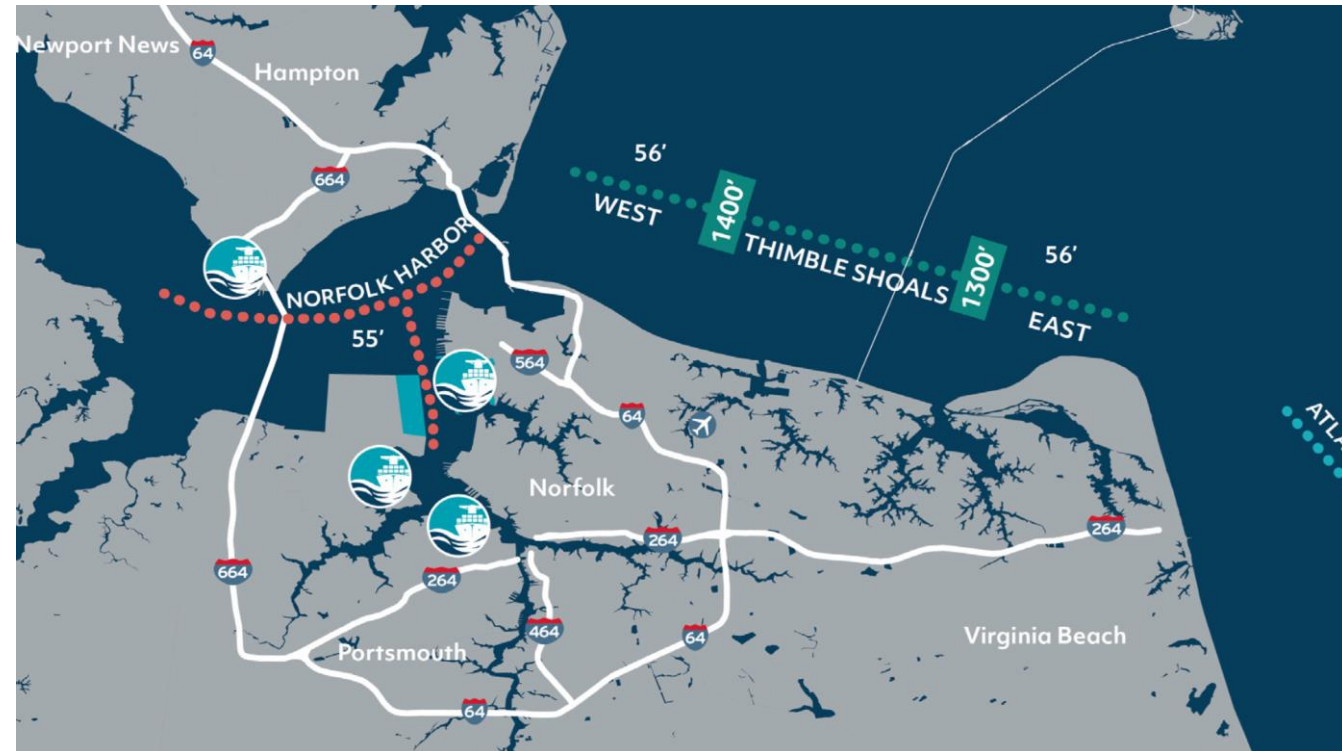 Newport News
64
Hampton
664
56’
WEST
1400’
THIMBLE SHOALS
1300’
56’
EAST
NORFOLK HARBOR
55’
564
64
ATLA
Norfolk
264
264
664
264
464
64
Portsmouth
Virginia Beach
64